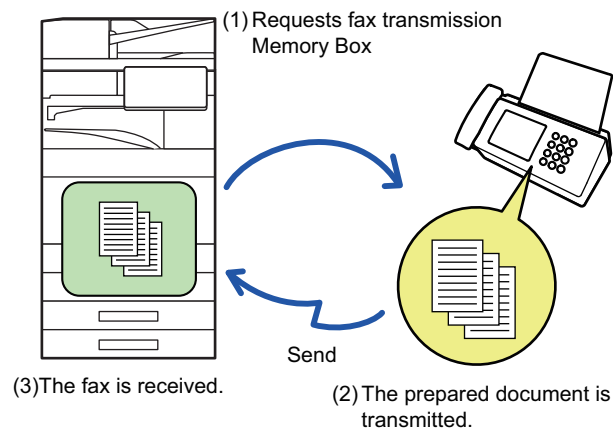 (1) Requests fax transmission
Memory Box
Send
(3)The fax is received.
(2) The prepared document is
transmitted.